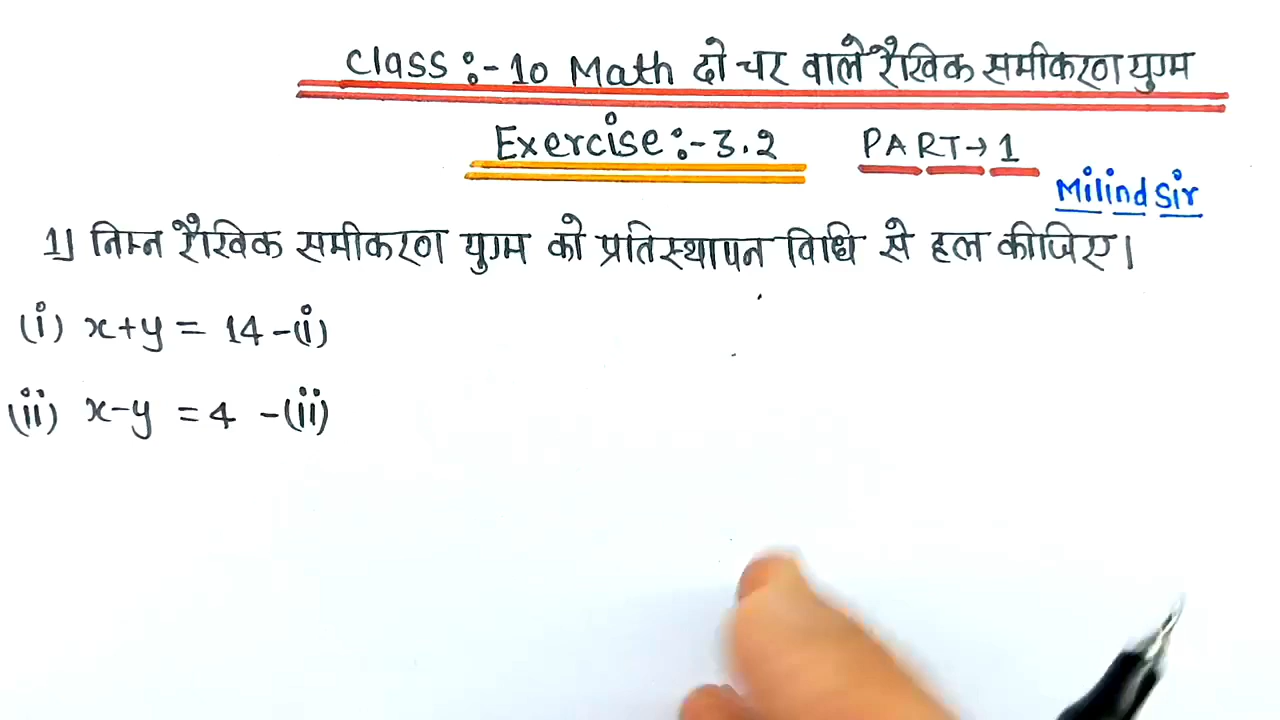 Class :- 10 Math दो चर वाले रैखिक समीकरण युग्म
Exercise :- 3.2 PART → 1
Milind Sir
1) निम्न रैखिक समीकरण युग्म को प्रतिस्थापन विधि से हल कीजिए।
(i) x+y = 14 -(i)
(ii) x-y = 4 -(ii)